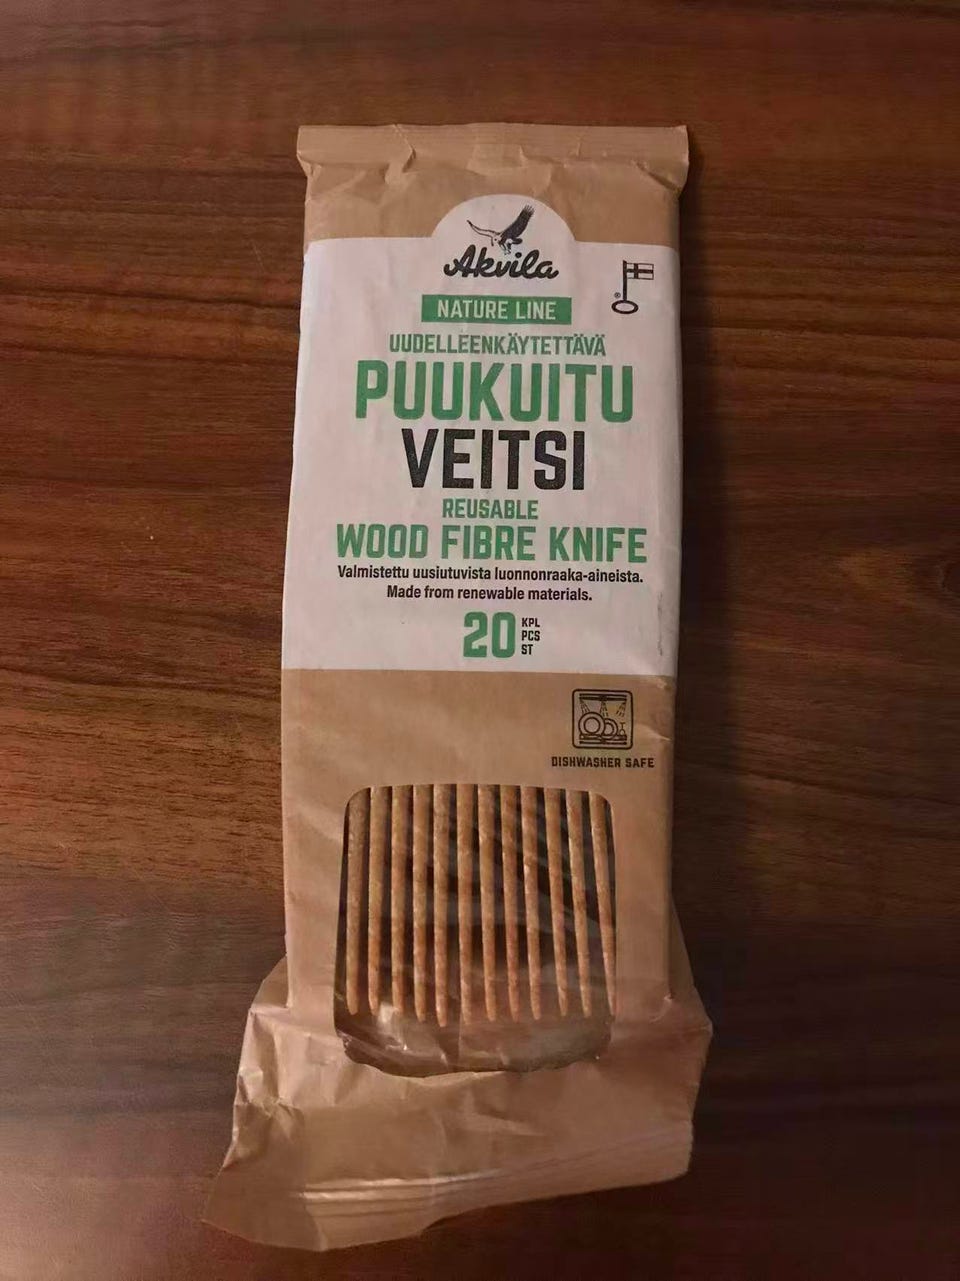 Akvila
NATURE LINE
UUDELLEENKÄYTETTÄVÄ
PUUKUITU
VEITSI
REUSABLE
WOOD FIBRE KNIFE
Valmistettu uusiutuvista luonnonraaka-aineista.
Made from renewable materials.
20 KPL
PCS
ST
DISHWASHER SAFE